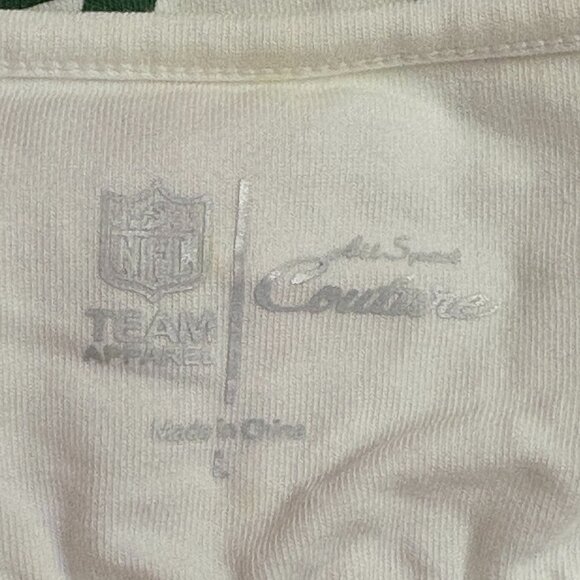 NFL
TEAM
APPAREL
All Sport
Couture
Made in China
L